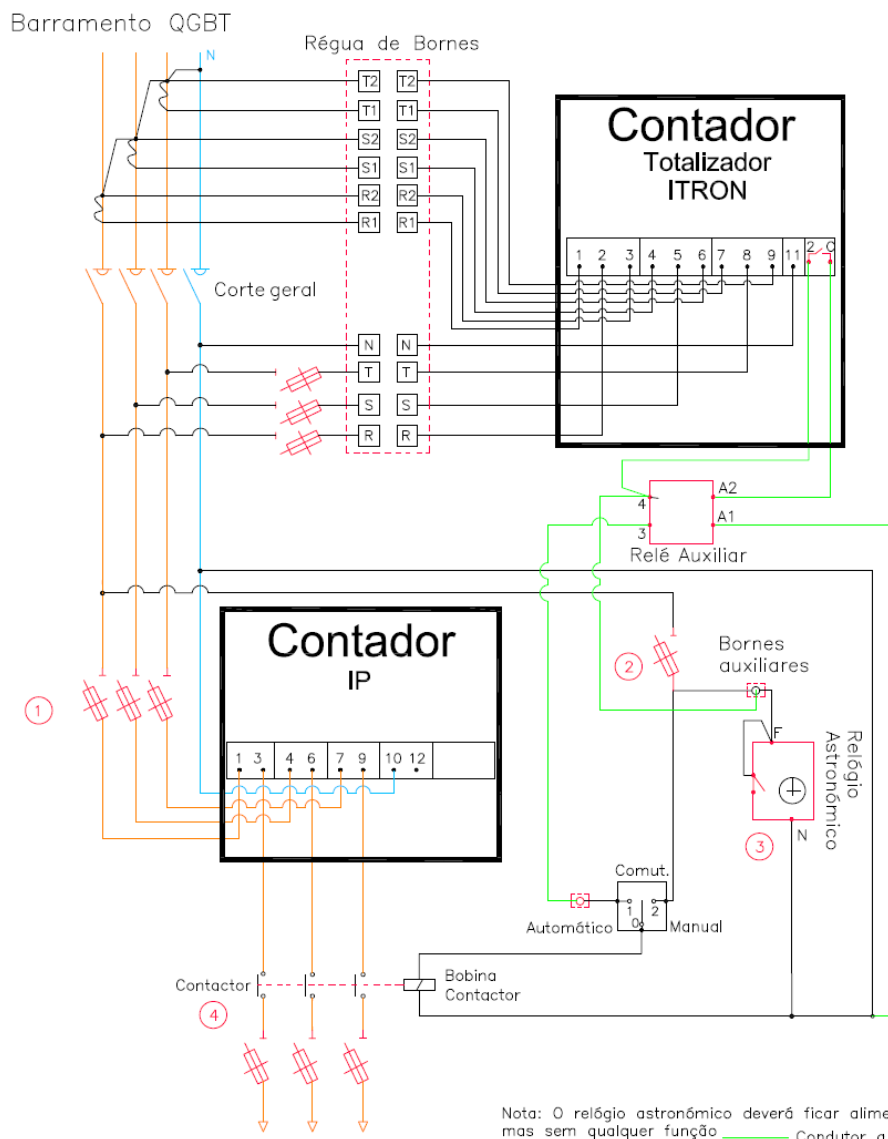 Barramento QGBT
N
Régua de Bornes
T2 T2
T1 T1
S2 S2
S1 S1
R2 R2
R1 R1
Contador
Totalizador
ITRON
1 2 3 4 5 6 7 8 9 11 2 C
Corte geral
N N
T T
S S
R R
4 A2
3 A1
Relé Auxiliar
Contador
IP
1
2
Bornes
auxiliares
F
Relógio
Astronómico
1 3 4 6 7 9 10 12
3
N
Comut.
1 2
0
Automático Manual
Contactor
4
Bobina
Contactor
Nota: O relógio astronómico deverá ficar alime
mas sem qualquer função
Condutor a